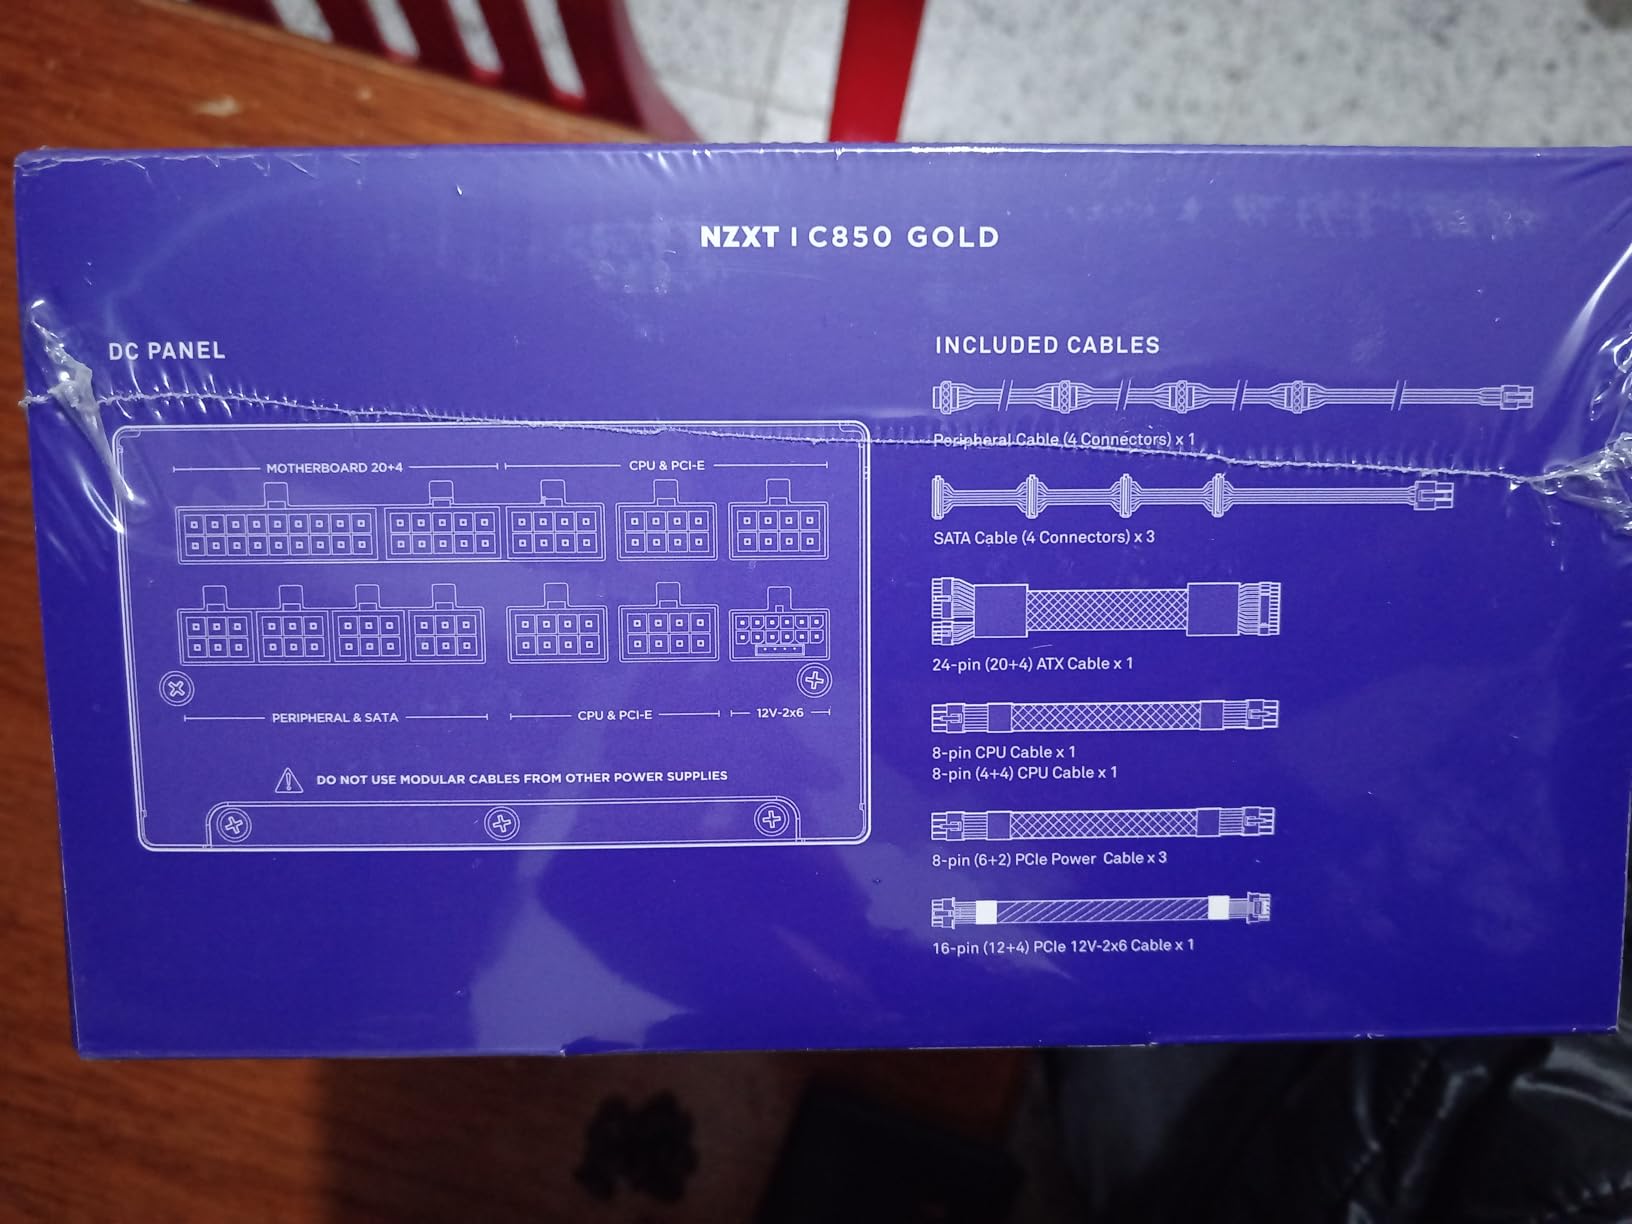 NZXT | C850 GOLD
DC PANEL
MOTHERBOARD 20+4
CPU & PCI-E
PERIPHERAL & SATA
CPU & PCI-E
12V-2x6
DO NOT USE MODULAR CABLES FROM OTHER POWER SUPPLIES
INCLUDED CABLES
Peripheral Cable (4 Connectors) x 1
SATA Cable (4 Connectors) x 3
24-pin (20+4) ATX Cable x 1
8-pin CPU Cable x 1
8-pin (4+4) CPU Cable x 1
8-pin (6+2) PCIe Power Cable x 3
16-pin (12+4) PCIe 12V-2x6 Cable x 1